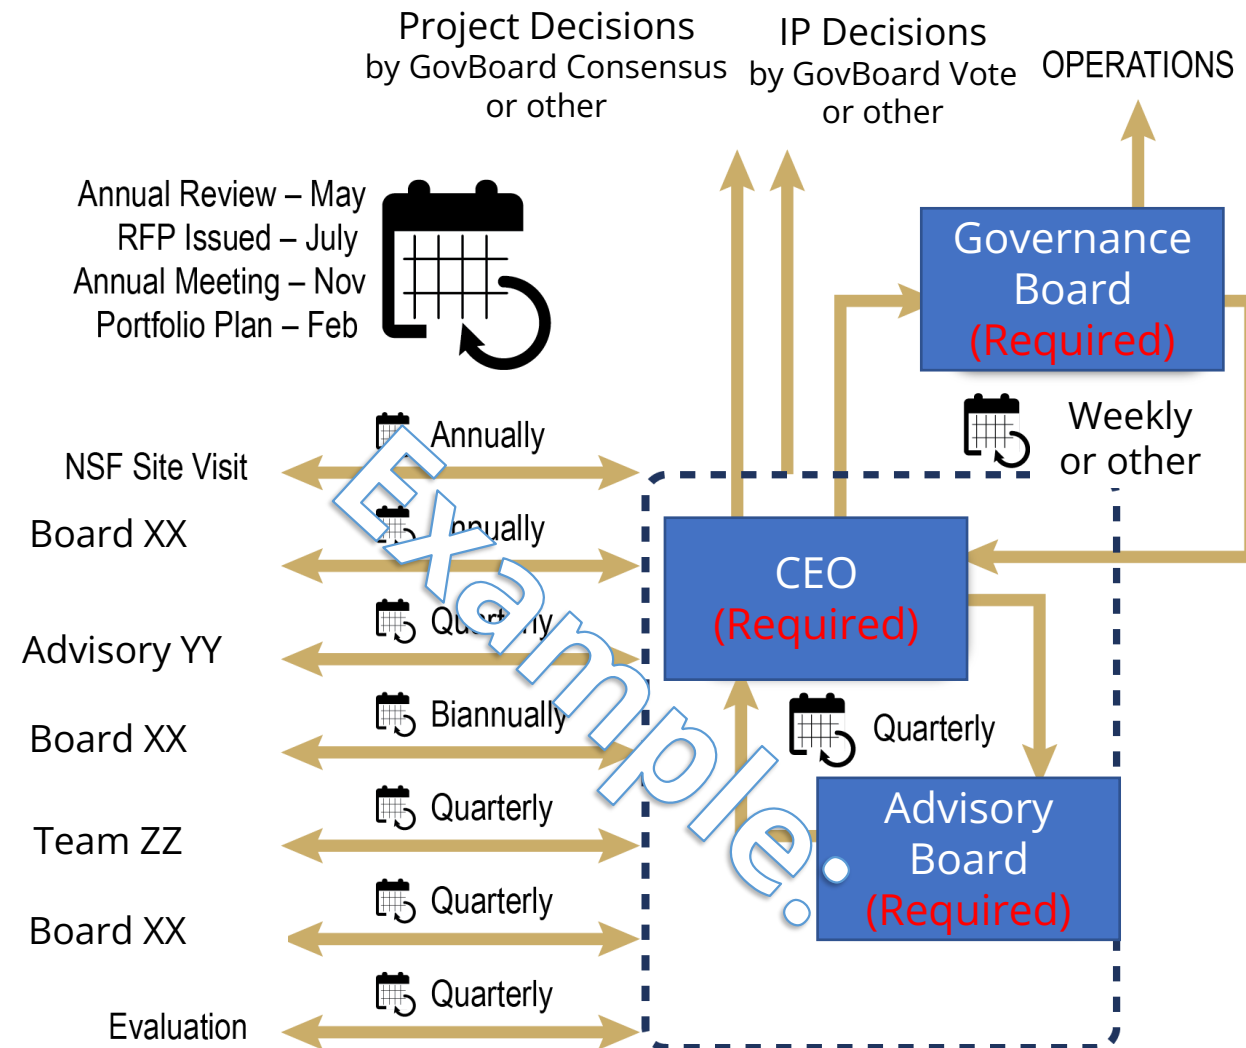 Project Decisions
by GovBoard Consensus
or other
IP Decisions
by GovBoard Vote
or other
OPERATIONS
Annual Review – May
RFP Issued – July
Annual Meeting – Nov
Portfolio Plan – Feb
Governance
Board
(Required)
Weekly
or other
Annually
NSF Site Visit
Annually
Board XX
Quarterly
Advisory YY
Biannually
Board XX
Quarterly
Team ZZ
Quarterly
Board XX
Quarterly
Evaluation
CEO
(Required)
Quarterly
Advisory
Board
(Required)
Example..